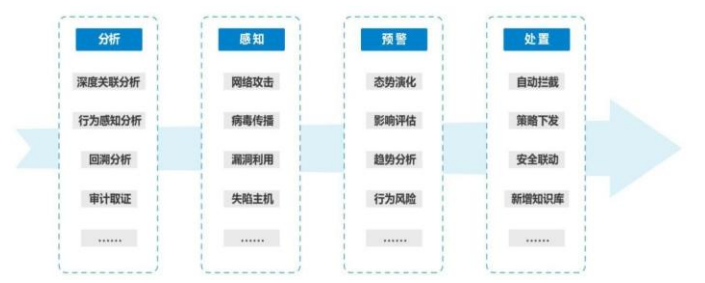 分析
深度关联分析
行为感知分析
回溯分析
审计取证
......
感知
网络攻击
病毒传播
漏洞利用
失陷主机
......
预警
态势演化
影响评估
趋势分析
行为风险
......
处置
自动拦截
策略下发
安全联动
新增知识库
......